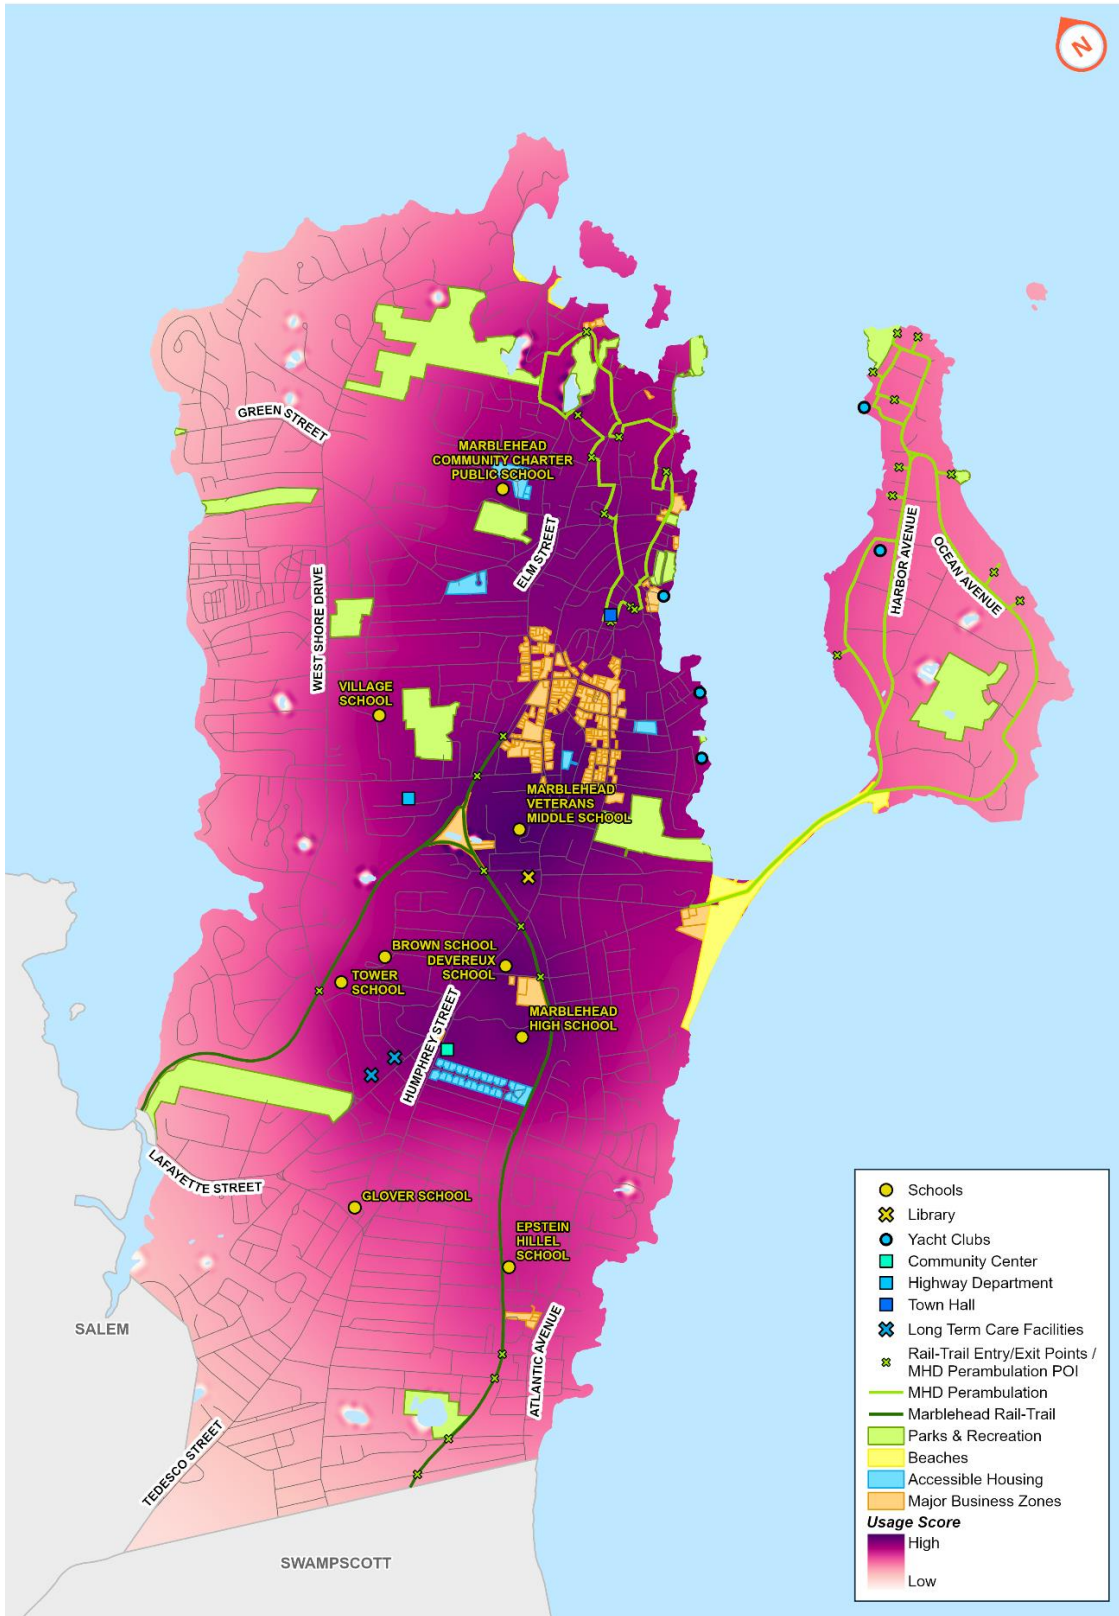 N
GREEN STREET
MARBLEHEAD
COMMUNITY CHARTER
PUBLIC SCHOOL
ELM STREET
WEST SHORE DRIVE
HARBOR AVENUE
OCEAN AVENUE
VILLAGE
SCHOOL
MARBLEHEAD
VETERANS
MIDDLE SCHOOL
BROWN SCHOOL
DEVEREUX
SCHOOL
TOWER
SCHOOL
MARBLEHEAD
HIGH SCHOOL
HUMPHREY STREET
LAFAYETTE STREET
GLOVER SCHOOL
EPSTEIN
HILLEL
SCHOOL
SALEM
ATLANTIC AVENUE
TEDESCO STREET
SWAMPSCOTT
Schools
Library
Yacht Clubs
Community Center
Highway Department
Town Hall
Long Term Care Facilities
Rail-Trail Entry/Exit Points /
MHD Perambulation POI
MHD Perambulation
Marblehead Rail-Trail
Parks & Recreation
Beaches
Accessible Housing
Major Business Zones
Usage Score
High
Low